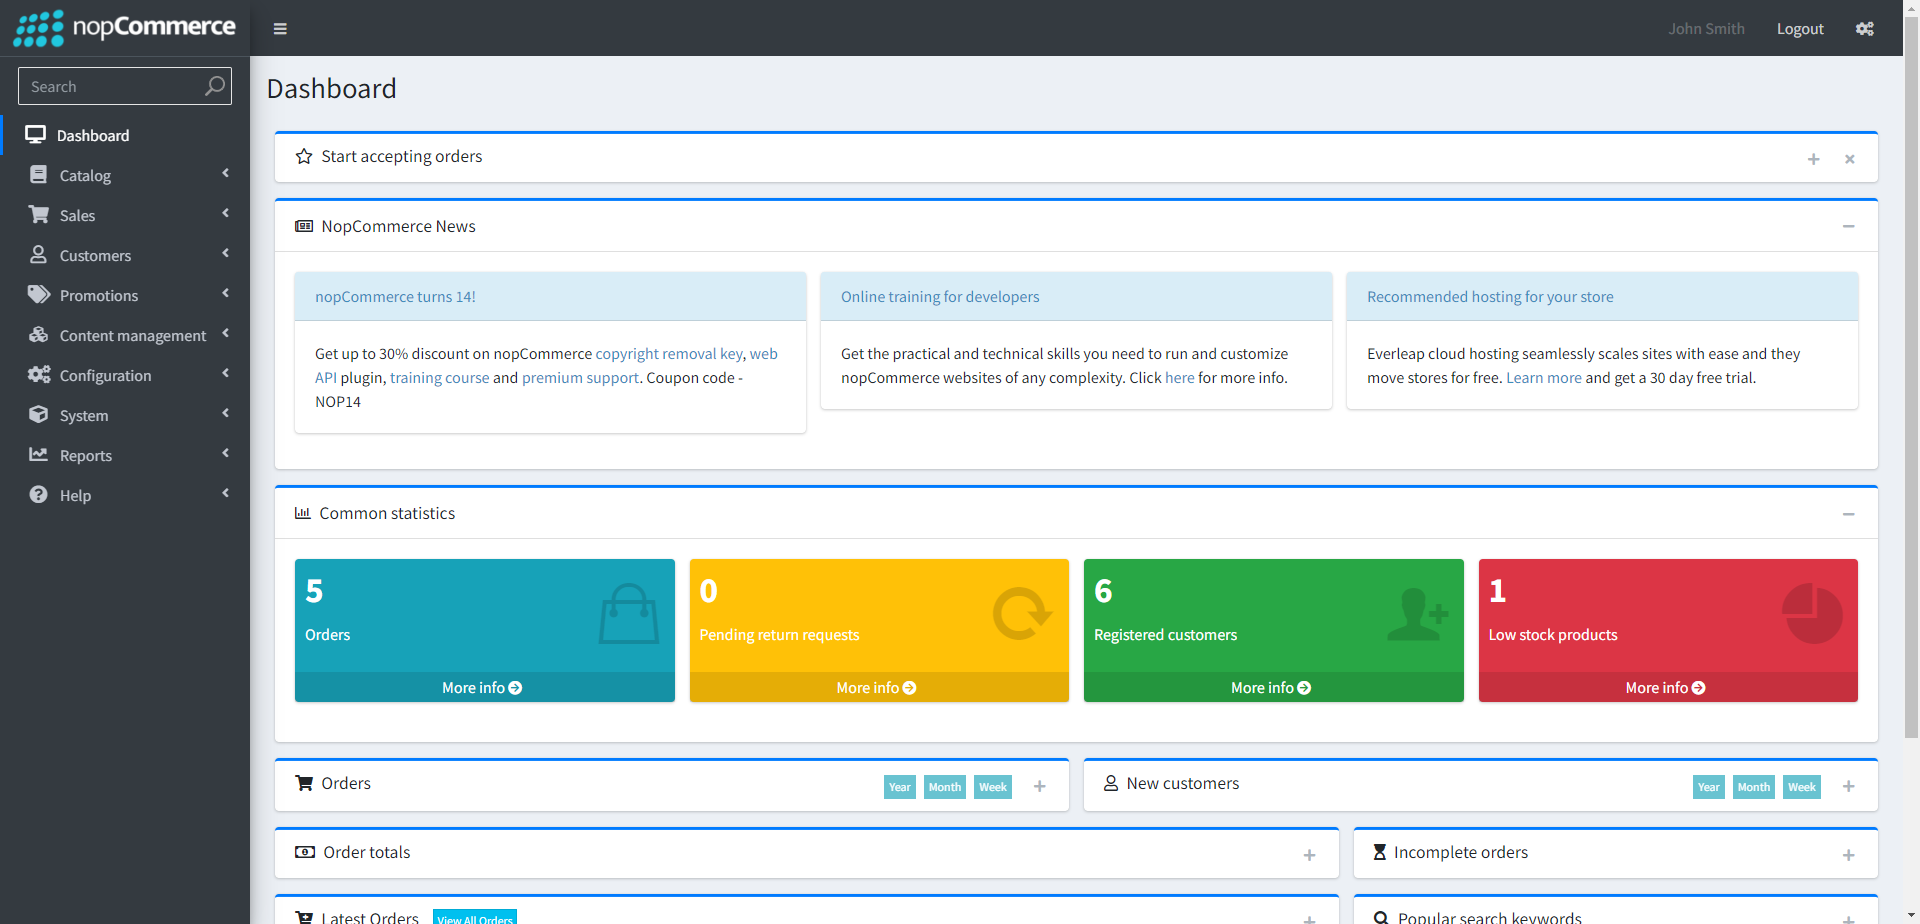 nopCommerce
John Smith
Logout
Search
Dashboard
Catalog
Sales
Customers
Promotions
Content management
Configuration
System
Reports
Help
Dashboard
Start accepting orders
NopCommerce News
nopCommerce turns 14!
Get up to 30% discount on nopCommerce copyright removal key, web
API plugin, training course and premium support. Coupon code -
NOP14
Online training for developers
Get the practical and technical skills you need to run and customize
nopCommerce websites of any complexity. Click here for more info.
Recommended hosting for your store
Everleap cloud hosting seamlessly scales sites with ease and they
move stores for free. Learn more and get a 30 day free trial.
Common statistics
5
Orders
More info
0
Pending return requests
More info
6
Registered customers
More info
1
Low stock products
More info
Orders
Year Month Week
New customers
Year Month Week
Order totals
Incomplete orders
Latest Orders View All Orders
Popular search keywords